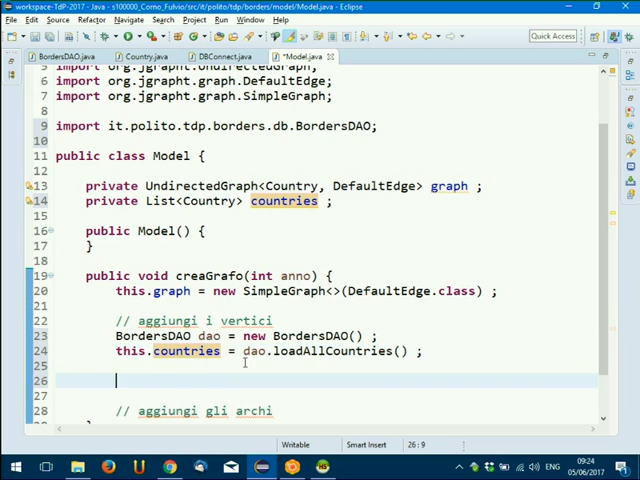 workspace-TdP-2017 - Java - s100000_Corno_Fulvio/src/it/polito/tdp/borders/model/Model.java - Eclipse
File Edit Source Refactor Navigate Search Project Run Window Help
Quick Access
BordersDAO.java Country.java DBConnect.java *Model.java
5 import org.jgrapht.UndirectedGraph;
6 import org.jgrapht.graph.DefaultEdge;
7 import org.jgrapht.graph.SimpleGraph;
8
9 import it.polito.tdp.borders.db.BordersDAO;
10
11 public class Model {
12
13 private UndirectedGraph<Country, DefaultEdge> graph ;
14 private List<Country> countries ;
15
16 public Model() {
17 }
18
19 public void creaGrafo(int anno) {
20 this.graph = new SimpleGraph<>(DefaultEdge.class) ;
21
22 // aggiungi i vertici
23 BordersDAO dao = new BordersDAO() ;
24 this.countries = dao.loadAllCountries() ;
25
26
27
28 // aggiungi gli archi
Writable Smart Insert 26 : 9
ENG 09:24
05/06/2017